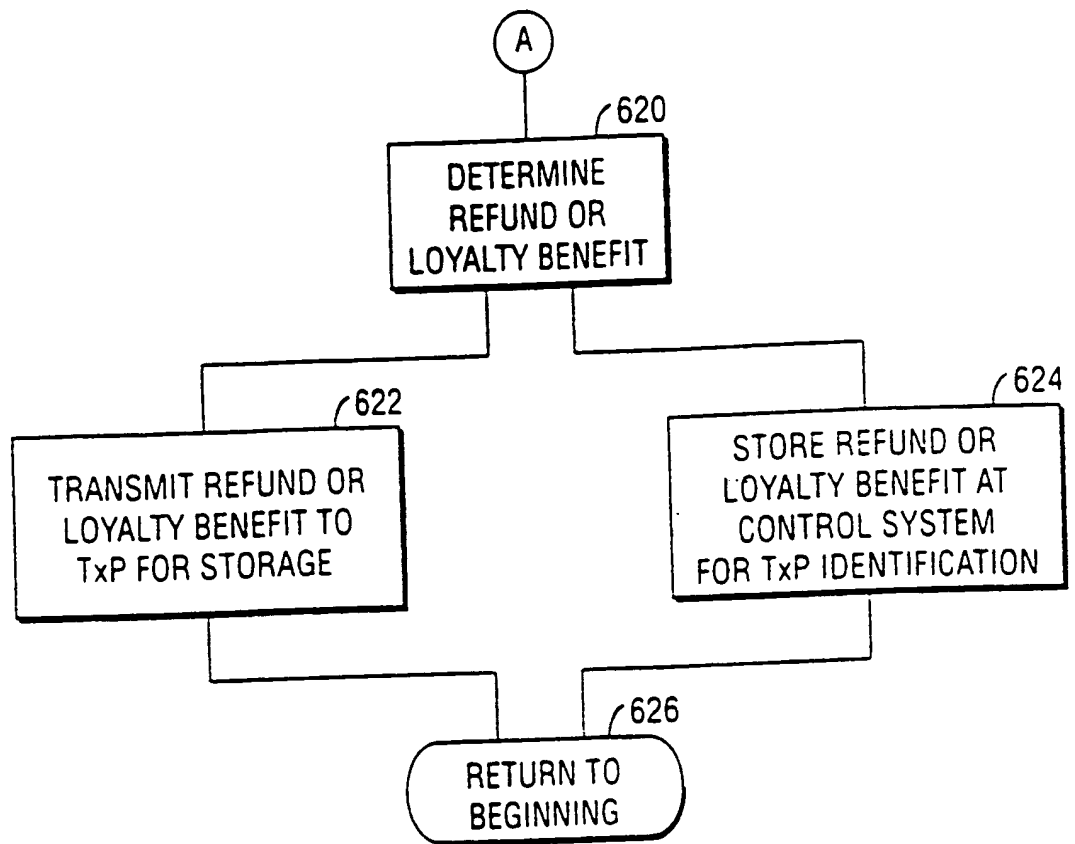 A
620
DETERMINE
REFUND OR
LOYALTY BENEFIT
622
TRANSMIT REFUND OR
LOYALTY BENEFIT TO
TxP FOR STORAGE
624
STORE REFUND OR
LOYALTY BENEFIT AT
CONTROL SYSTEM
FOR TxP IDENTIFICATION
626
RETURN TO
BEGINNING